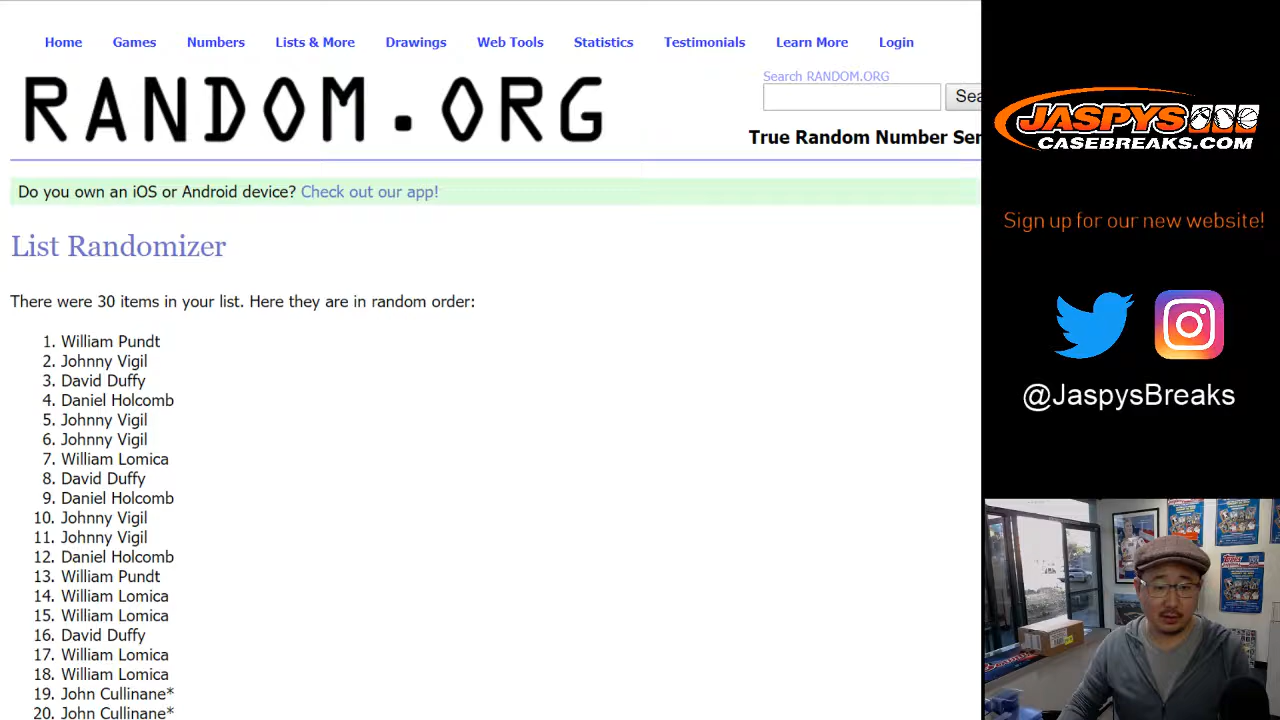 Home Games Numbers Lists & More Drawings Web Tools Statistics Testimonials Learn More Login
RANDOM.ORG
Search RANDOM.ORG
Sea
True Random Number Ser
Do you own an iOS or Android device? Check out our app!
List Randomizer
There were 30 items in your list. Here they are in random order:
1. William Pundt
2. Johnny Vigil
3. David Duffy
4. Daniel Holcomb
5. Johnny Vigil
6. Johnny Vigil
7. William Lomica
8. David Duffy
9. Daniel Holcomb
10. Johnny Vigil
11. Johnny Vigil
12. Daniel Holcomb
13. William Pundt
14. William Lomica
15. William Lomica
16. David Duffy
17. William Lomica
18. William Lomica
19. John Cullinane*
20. John Cullinane*
JASPYS
CASEBREAKS.COM
Sign up for our new website!
@JaspysBreaks